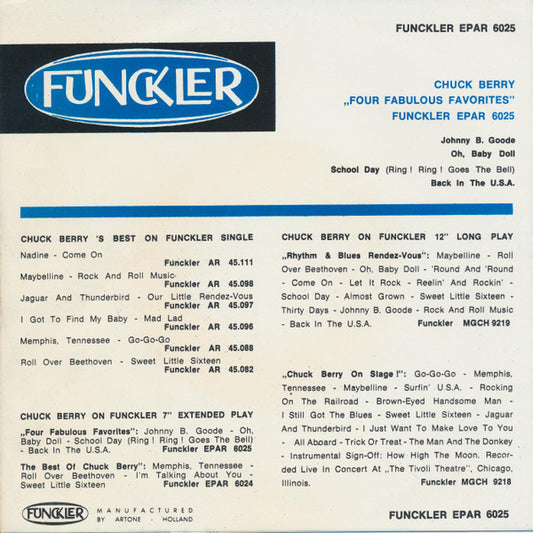 FUNCKLER EPAR 6025
FUNCKLER
CHUCK BERRY
„FOUR FABULOUS FAVORITES”
FUNCKLER EPAR 6025
Johnny B. Goode
Oh, Baby Doll
School Day (Ring! Ring! Goes The Bell)
Back In The U.S.A.
CHUCK BERRY 'S BEST ON FUNCKLER SINGLE
Nadine - Come On
Funckler AR 45.111
Maybelline - Rock And Roll Music
Funckler AR 45.098
Jaguar And Thunderbird - Our Little Rendez-Vous
Funckler AR 45.097
I Got To Find My Baby - Mad Lad
Funckler AR 45.096
Memphis, Tennessee - Go-Go-Go
Funckler AR 45.088
Roll Over Beethoven - Sweet Little Sixteen
Funckler AR 45.082
CHUCK BERRY ON FUNCKLER 7” EXTENDED PLAY
„Four Fabulous Favorites”: Johnny B. Goode - Oh,
Baby Doll - School Day (Ring! Ring! Goes The Bell)
- Back In The U.S.A. Funckler EPAR 6025
The Best Of Chuck Berry”: Memphis, Tennessee -
Roll Over Beethoven - I'm Talking About You -
Sweet Little Sixteen Funckler EPAR 6024
CHUCK BERRY ON FUNCKLER 12” LONG PLAY
„Rhythm & Blues Rendez-Vous”: Maybelline - Roll
Over Beethoven - Oh, Baby Doll - 'Round And 'Round
- Come On - Let It Rock - Reelin' And Rockin' -
School Day - Almost Grown - Sweet Little Sixteen -
Thirty Days - Johnny B. Goode - Rock And Roll Music
- Back In The U.S.A. Funckler MGCH 9219
„Chuck Berry On Stage!”: Go-Go-Go - Memphis,
Tennessee - Maybelline - Surfin' U.S.A. - Rocking
On The Railroad - Brown-Eyed Handsome Man -
I Still Got The Blues - Sweet Little Sixteen - Jaguar
And Thunderbird - I Just Want To Make Love To You
- All Aboard - Trick Or Treat - The Man And The Donkey
- Instrumental Sign-Off: How High The Moon. Recor-
ded Live In Concert At „The Tivoli Theatre”, Chicago,
Illinois. Funckler MGCH 9218
FUNCKLER
MANUFACTURED
BY ARTONE - HOLLAND
FUNCKLER EPAR 6025